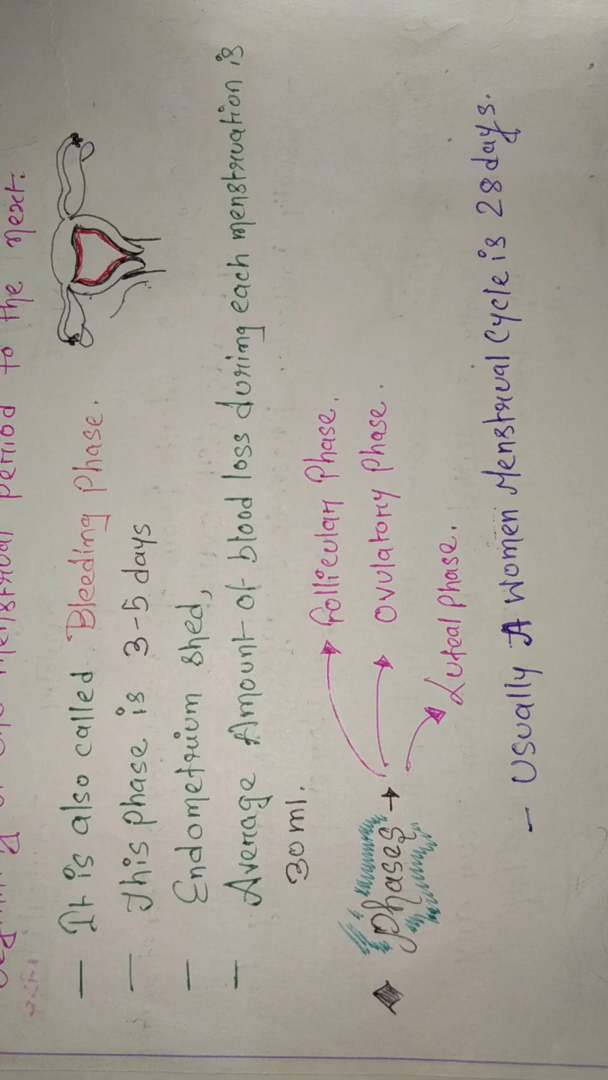 menstrual period to the next.
— It is also called Bleeding Phase.
— This phase is 3-5 days
— Endometrium shed,
— Average Amount of blood loss during each menstruation is
30ml.
◆ Phases → Follicular Phase.
→ Ovulatory Phase.
→ Luteal Phase.
— Usually A Women Menstrual Cycle is 28 days.